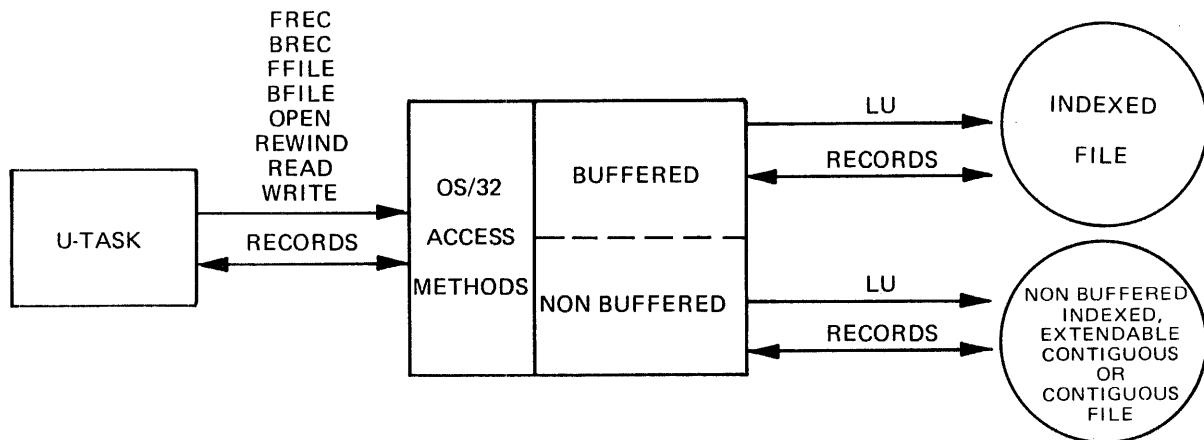 FREC
BREC
FFILE
BFILE
OPEN
REWIND
READ
WRITE
U-TASK
RECORDS
OS/32
ACCESS
METHODS
BUFFERED
NON BUFFERED
LU
RECORDS
LU
RECORDS
INDEXED
FILE
NON BUFFERED
INDEXED,
EXTENDABLE
CONTIGUOUS
OR
CONTIGUOUS
FILE